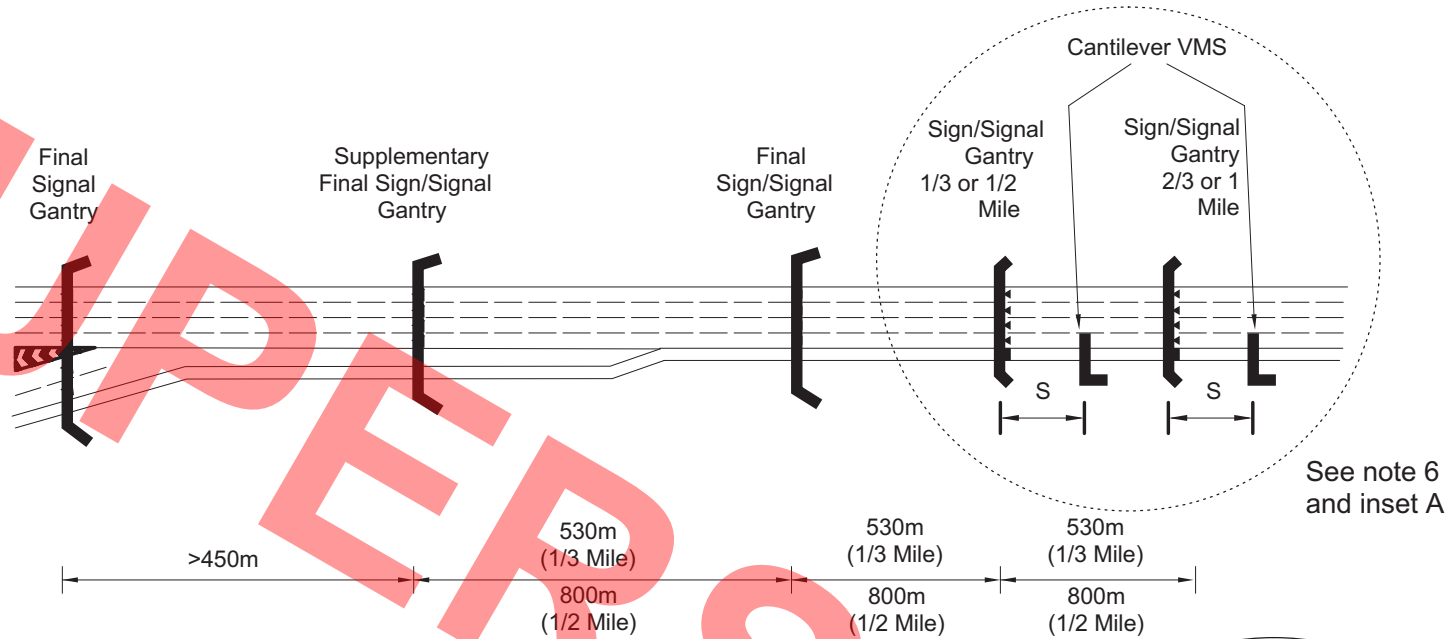 Cantilever VMS
Final
Signal
Gantry
Supplementary
Final Sign/Signal
Gantry
Final
Sign/Signal
Gantry
Sign/Signal
Gantry
1/3 or 1/2
Mile
Sign/Signal
Gantry
2/3 or 1
Mile
S
S
See note 6
and inset A
>450m
530m
(1/3 Mile)
800m
(1/2 Mile)
530m
(1/3 Mile)
800m
(1/2 Mile)
530m
(1/3 Mile)
800m
(1/2 Mile)
UPERS